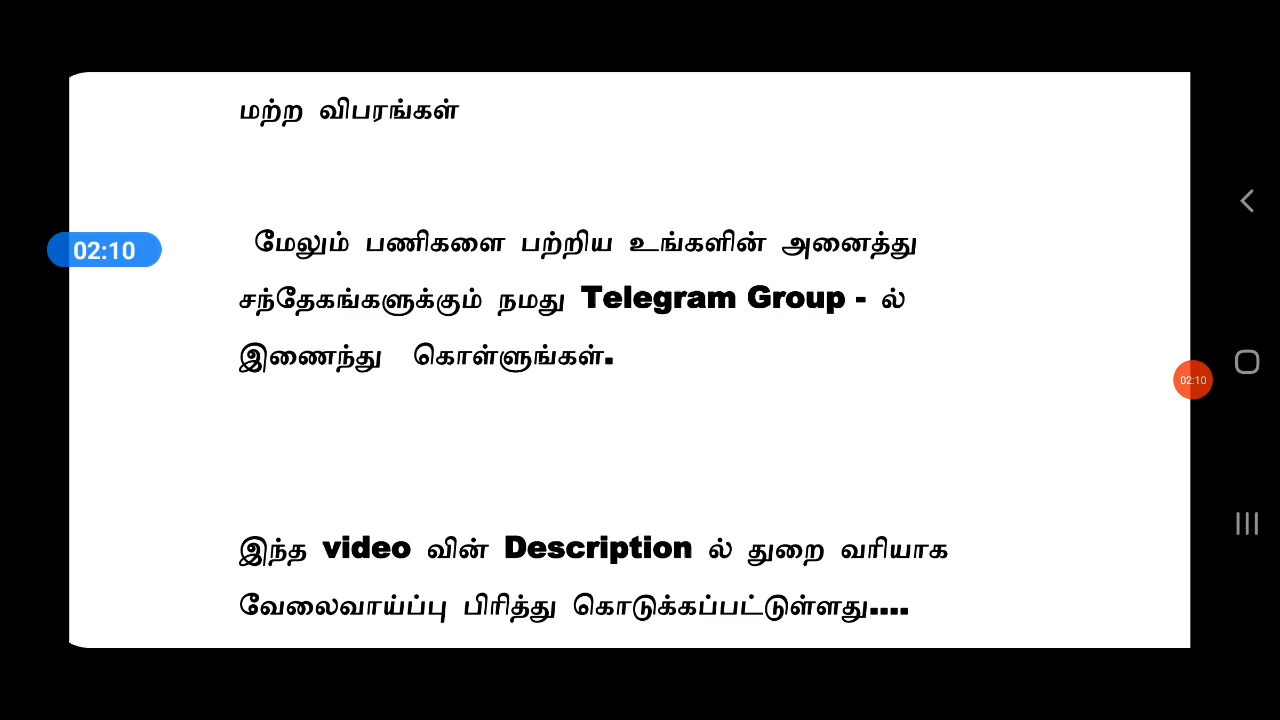 மற்ற விபரங்கள்
மேலும் பணிகளை பற்றிய உங்களின் அனைத்து
02:10
சந்தேகங்களுக்கும் நமது Telegram Group - ல்
இணைந்து கொள்ளுங்கள்.
02:10
இந்த video வின் Description ல் துறை வரியாக
வேலைவாய்ப்பு பிரித்து கொடுக்கப்பட்டுள்ளது....